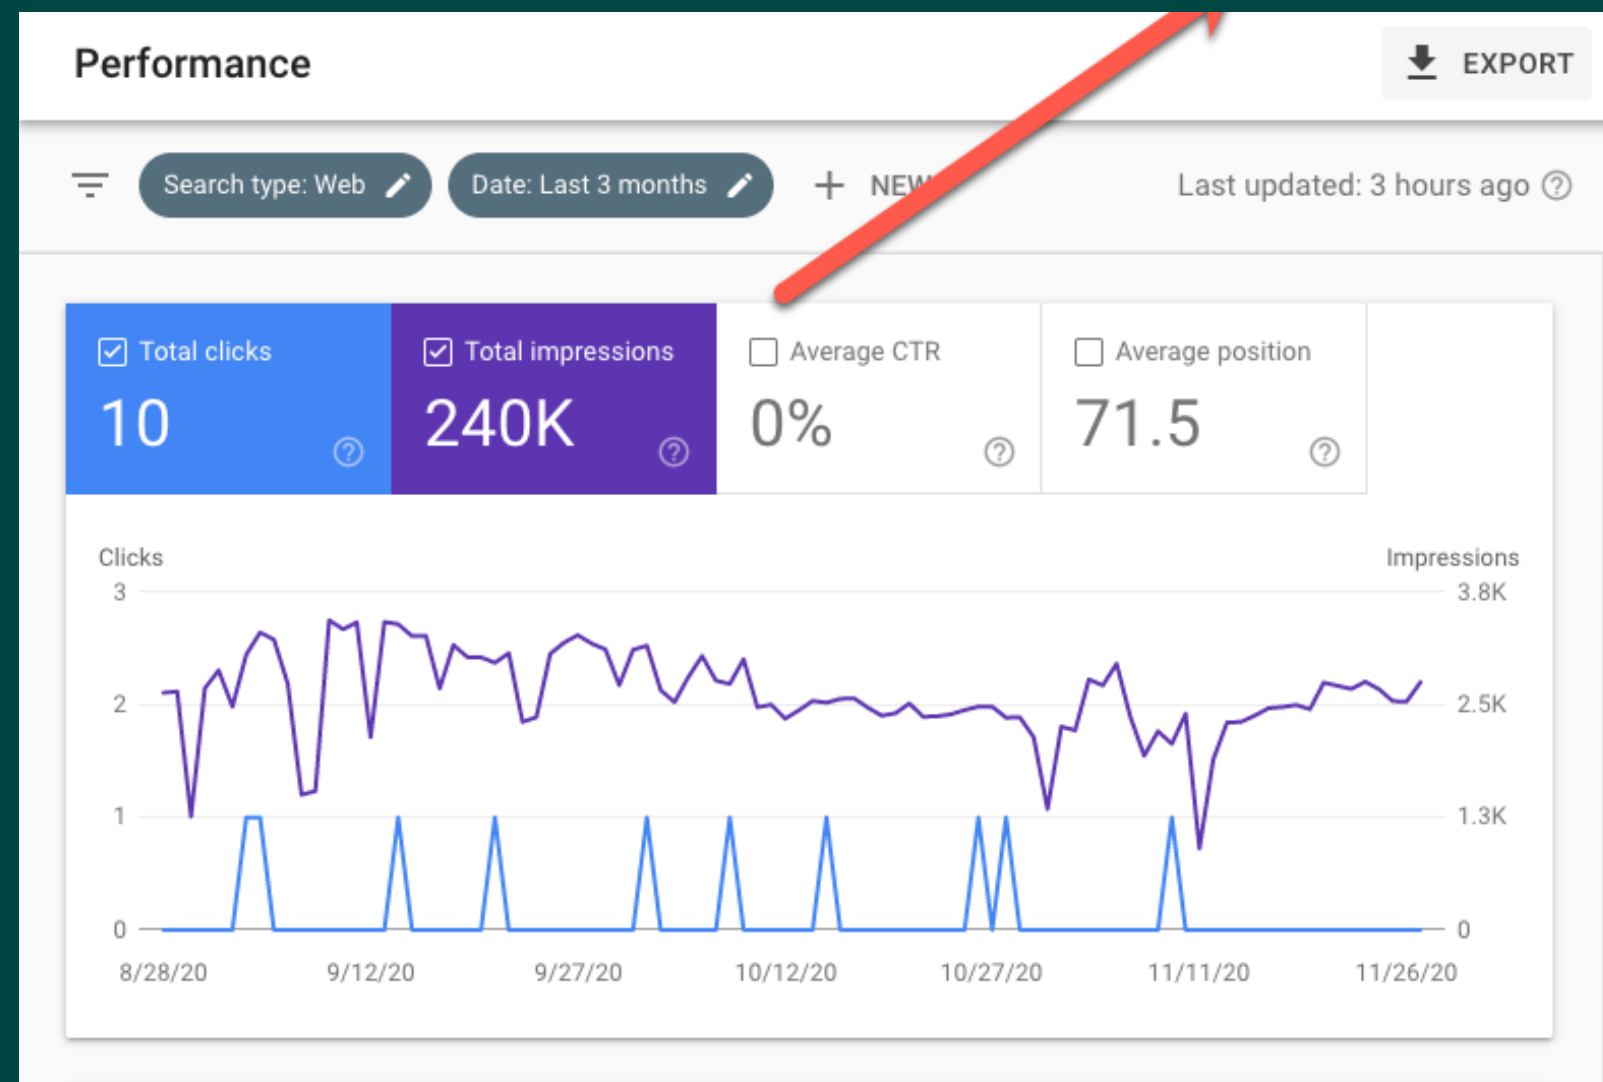 Performance
EXPORT
Search type: Web
Date: Last 3 months
NEW
Last updated: 3 hours ago
Total clicks
10
Total impressions
240K
Average CTR
0%
Average position
71.5
Clicks
Impressions
3
3.8K
2
2.5K
1
1.3K
0
0
8/28/20
9/12/20
9/27/20
10/12/20
10/27/20
11/11/20
11/26/20